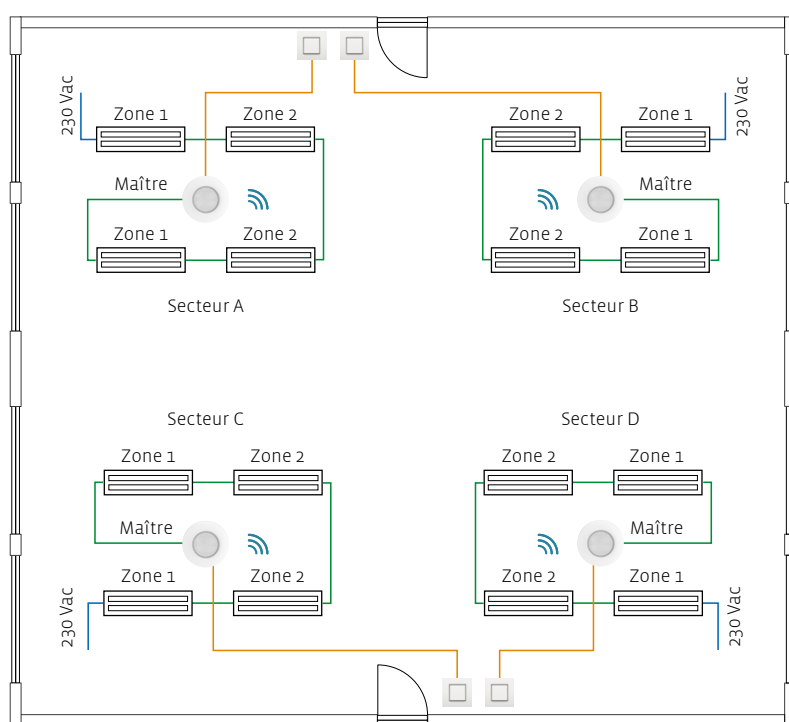 230 Vac
Zone 1
Zone 2
Maître
Zone 1
Zone 2
Secteur A
Zone 2
Zone 1
230 Vac
Maître
Zone 2
Zone 1
Secteur B
Secteur C
Zone 1
Zone 2
Maître
Zone 1
Zone 2
230 Vac
Secteur D
Zone 2
Zone 1
Maître
Zone 2
Zone 1
230 Vac